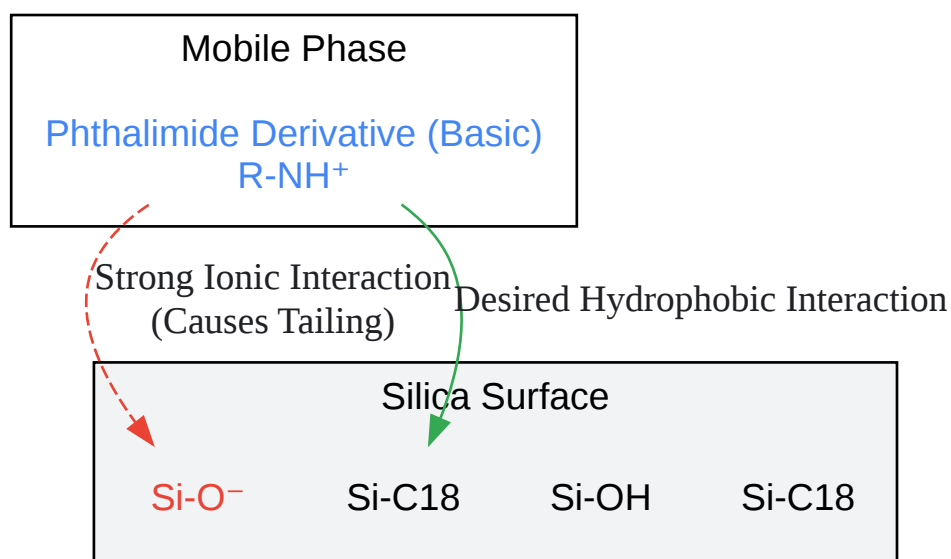 Mobile Phase
Phthalimide Derivative (Basic)
R-NH⁺
Strong Ionic Interaction
(Causes Tailing)
Desired Hydrophobic Interaction
Silica Surface
Si-O⁻ Si-C18 Si-OH Si-C18